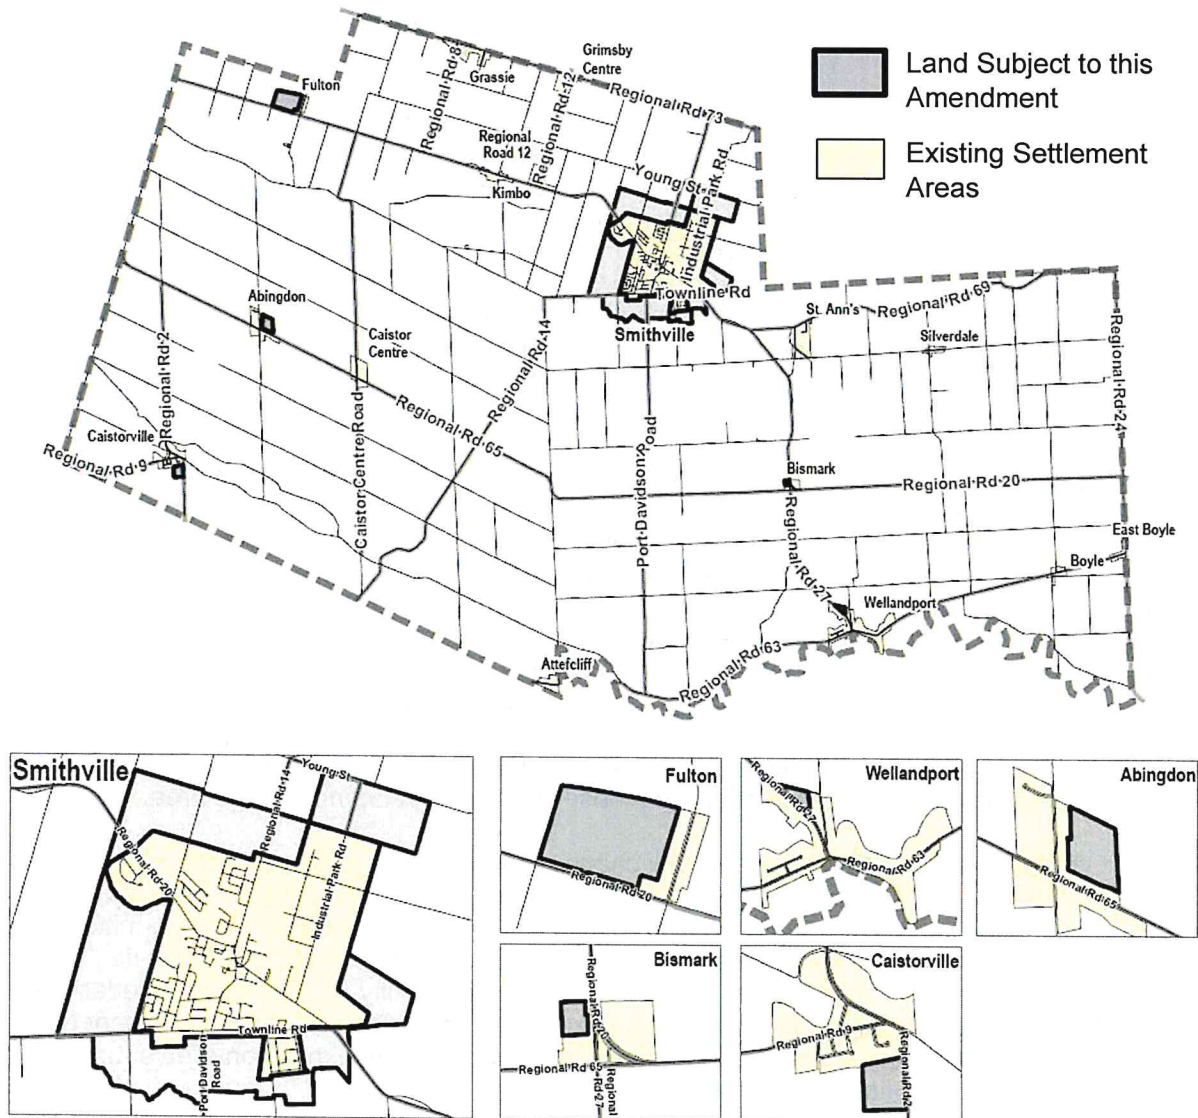 Land Subject to this
Amendment
Existing Settlement
Areas
Grimsby
Centre
Grassie
Fulton
Regional Rd 8
Regional Rd 12
Regional Rd 73
Regional
Road 12
Kimbo
Young St
Industrial Park Rd
Townline Rd
Smithville
St. Ann's
Regional Rd 69
Silverdale
Regional Rd 24
Abingdon
Caistor
Centre
Regional Rd 2
Regional Rd 14
Regional Rd 65
Caistor Centre Road
Caistorville
Regional Rd 9
Port Davidson Road
Bismark
Regional Rd 20
East Boyle
Boyle
Regional Rd 27
Wellandport
Regional Rd 63
Attefcliff
Smithville
Young St
Regional Rd 14
Regional Rd 20
Industrial Park Rd
Townline Rd
Port Davidson
Road
Fulton
Regional Rd 20
Wellandport
Regional Rd 27
Regional Rd 63
Abingdon
Regional Rd 65
Bismark
Regional
Rd 20
Regional Rd 65
Regional
Rd 27
Caistorville
Regional Rd 9
Regional Rd 2